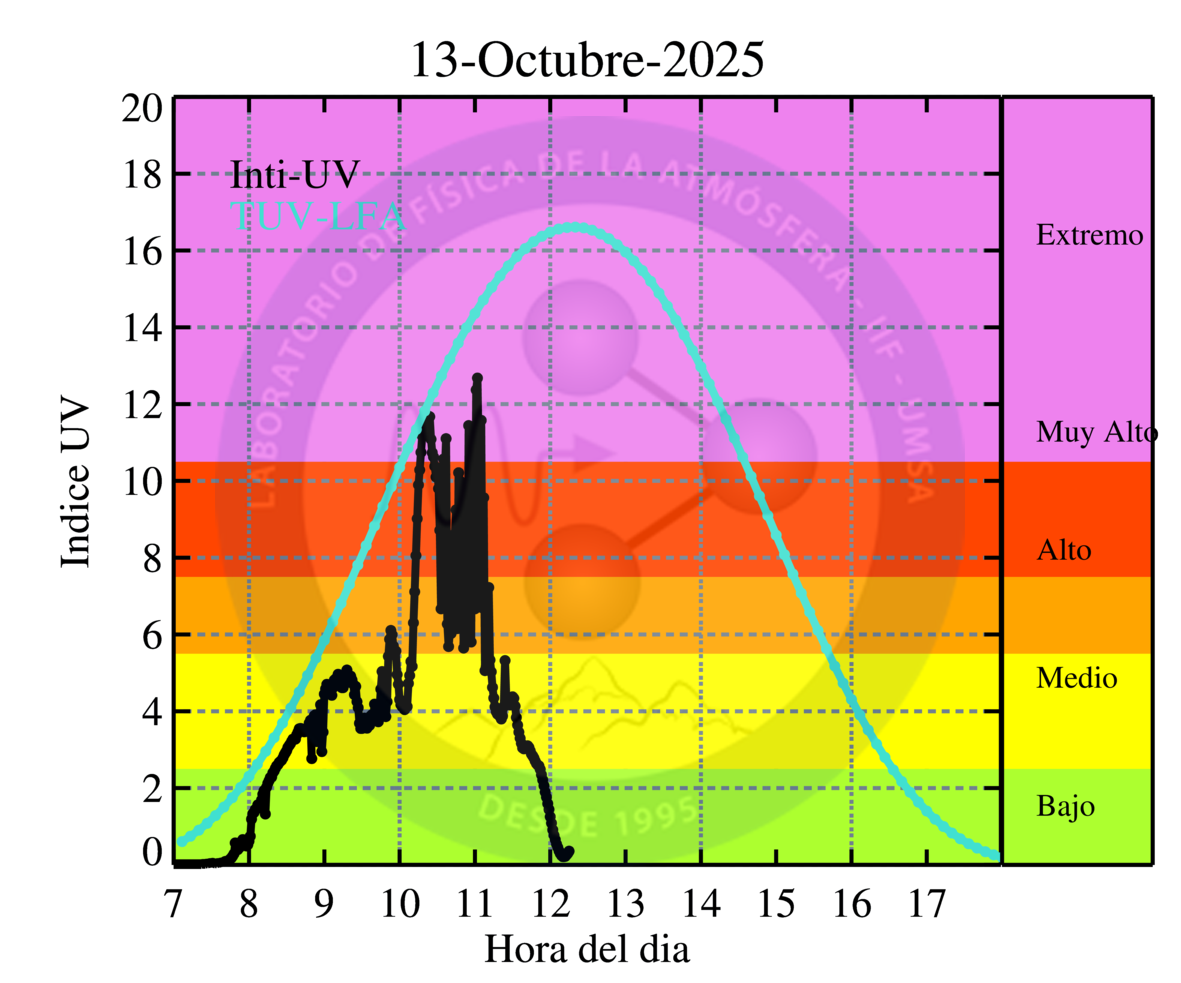 13-Octubre-2025
20
18
16
14
12
10
8
6
4
2
0
Indice UV
Inti-UV
TUV-LFA
LABORATORIO DE FÍSICA DE LA ATMÓSFERA - IIF - UMSA
DESDE 1995
Extremo
Muy Alto
Alto
Medio
Bajo
7 8 9 10 11 12 13 14 15 16 17
Hora del dia